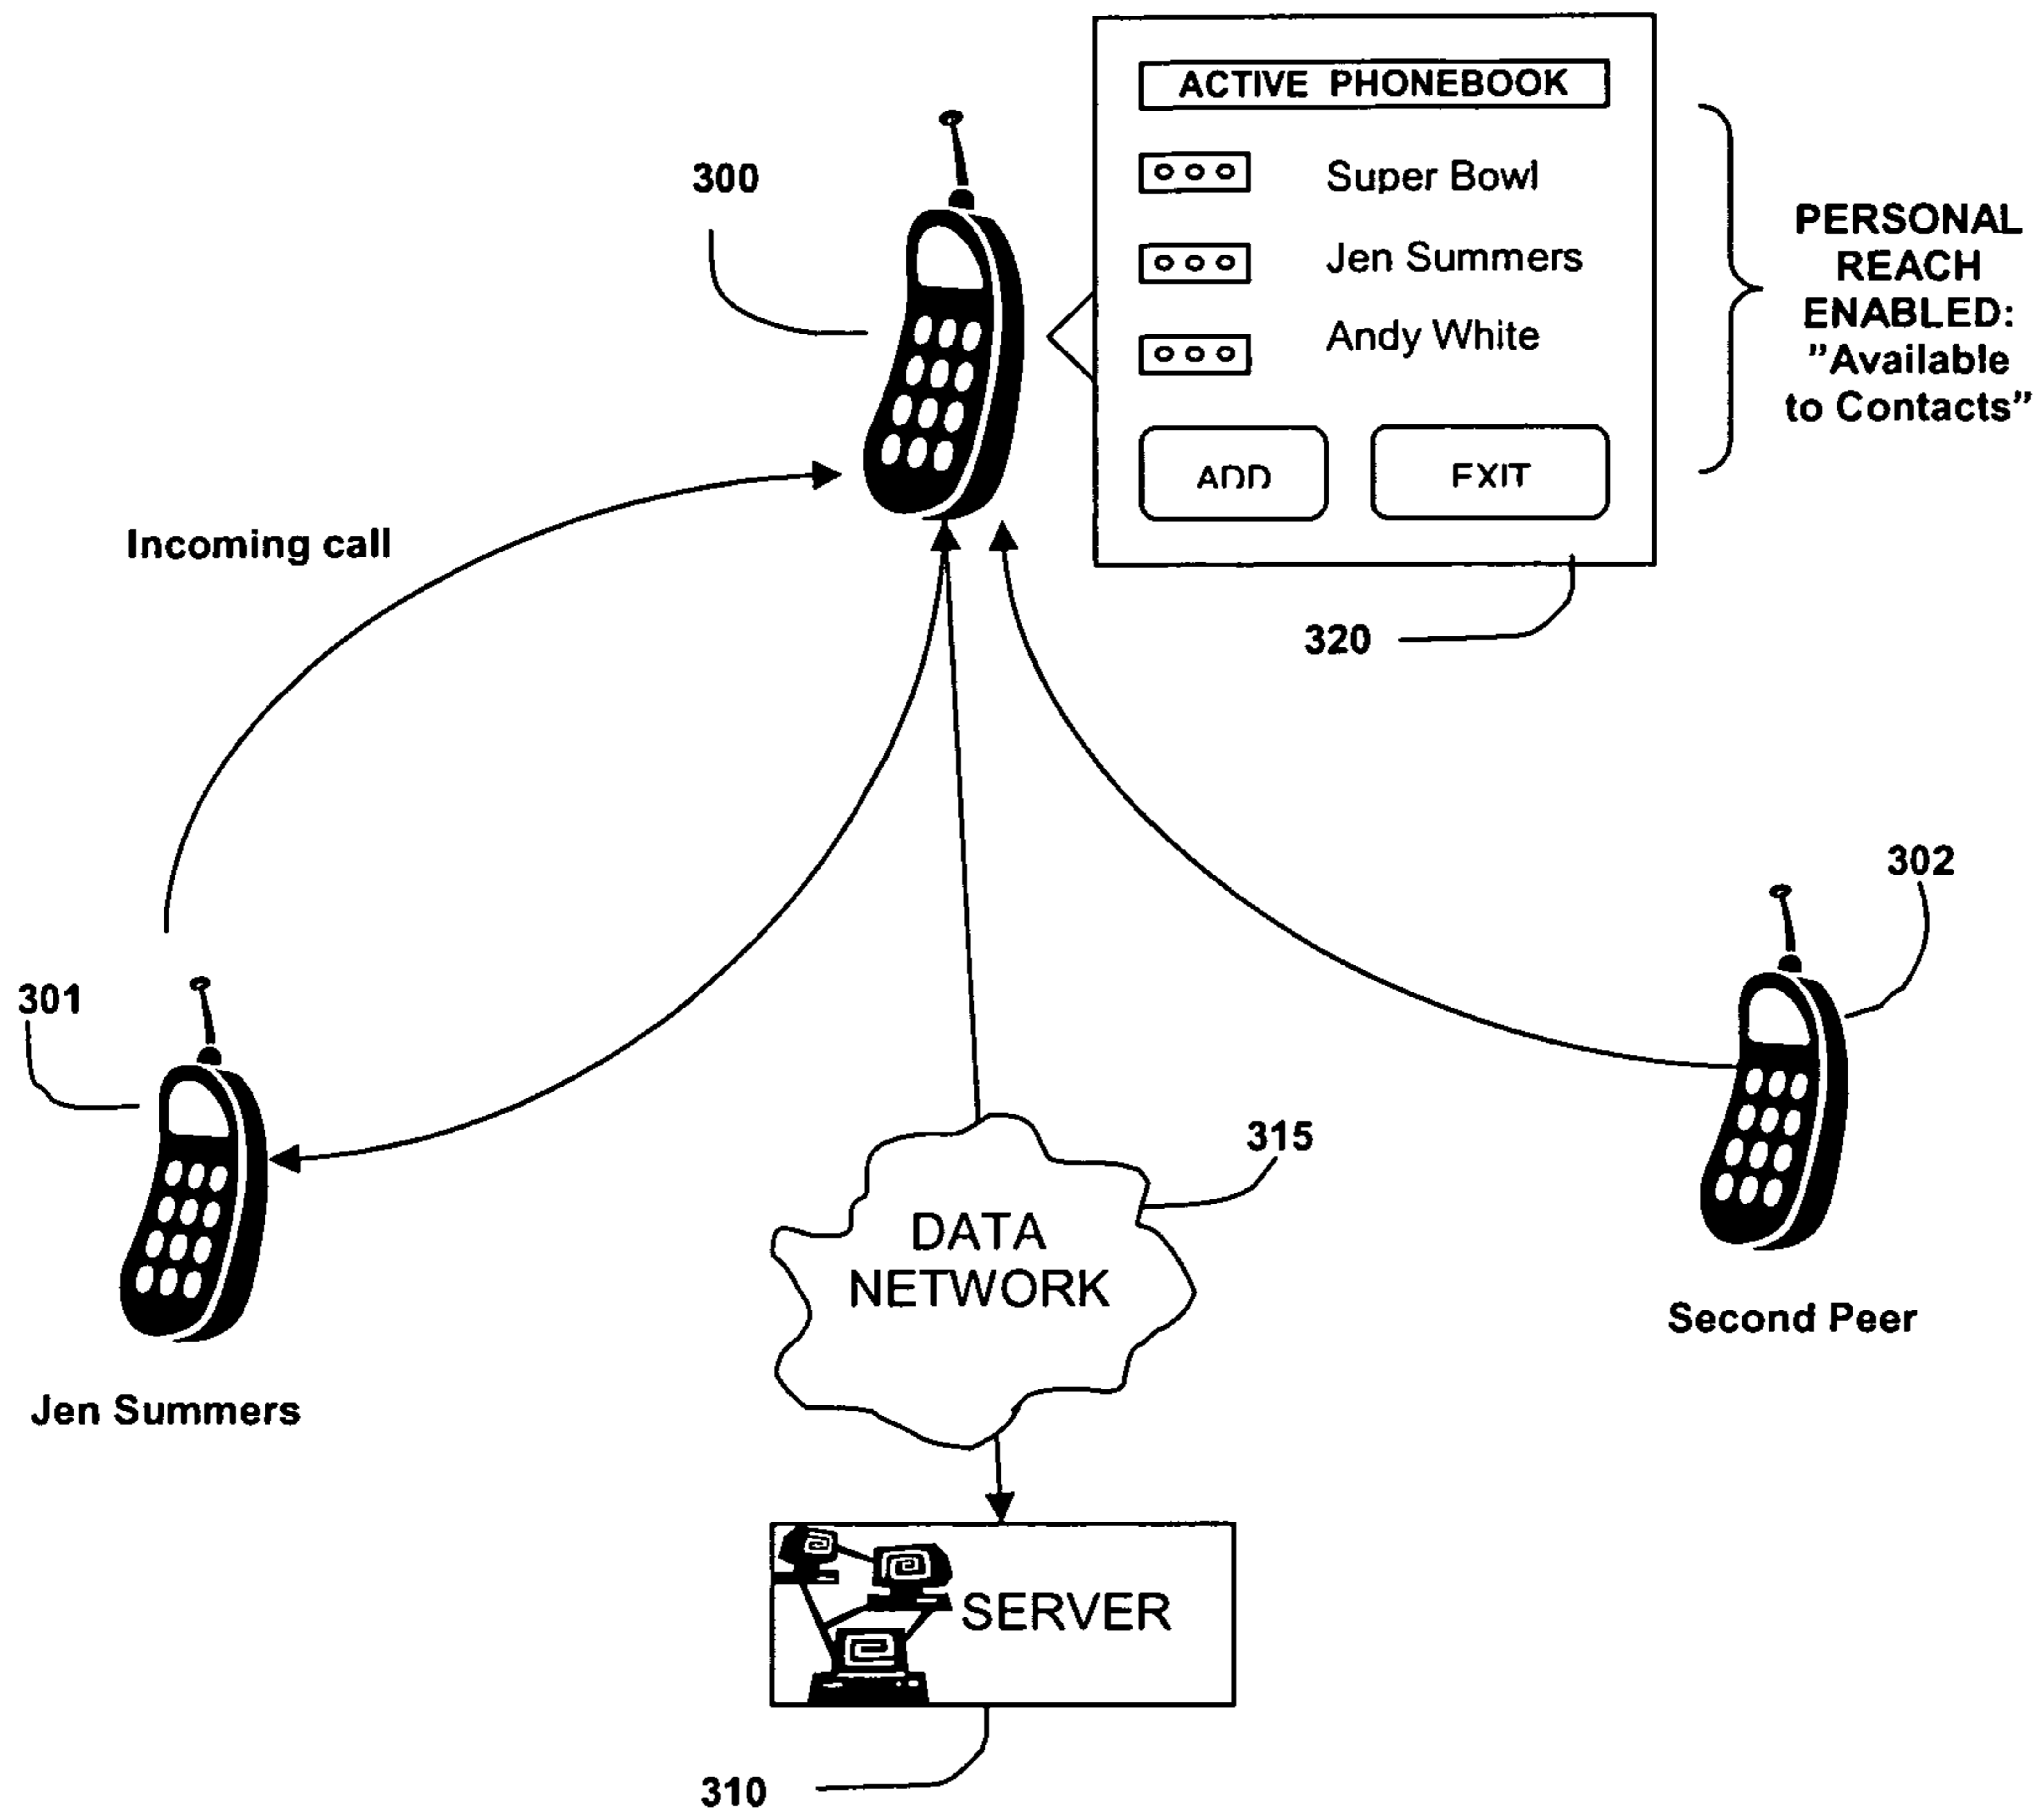 ACTIVE PHONEBOOK
300
Super Bowl
Jen Summers
Andy White
ADD
EXIT
PERSONAL
REACH
ENABLED:
"Available
to Contacts"
Incoming call
320
302
301
315
DATA
NETWORK
Second Peer
Jen Summers
SERVER
310